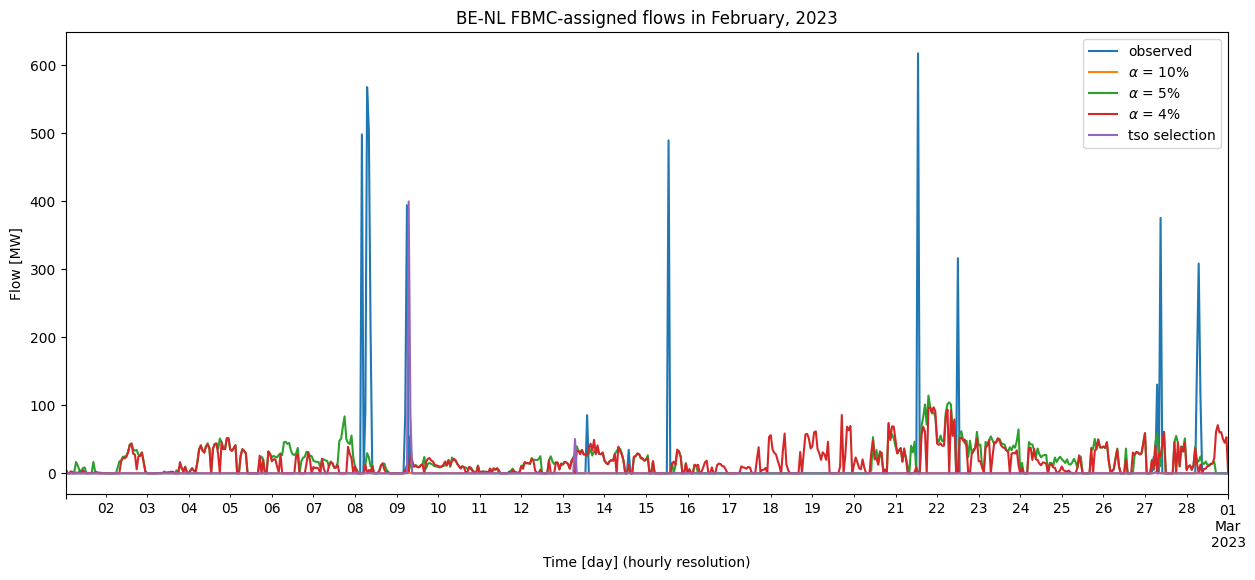 BE-NL FBMC-assigned flows in February, 2023
observed
α = 10%
α = 5%
α = 4%
tso selection
Flow [MW]
600
500
400
300
200
100
0
02 03 04 05 06 07 08 09 10 11 12 13 14 15 16 17 18 19 20 21 22 23 24 25 26 27 28 01
Mar
2023
Time [day] (hourly resolution)